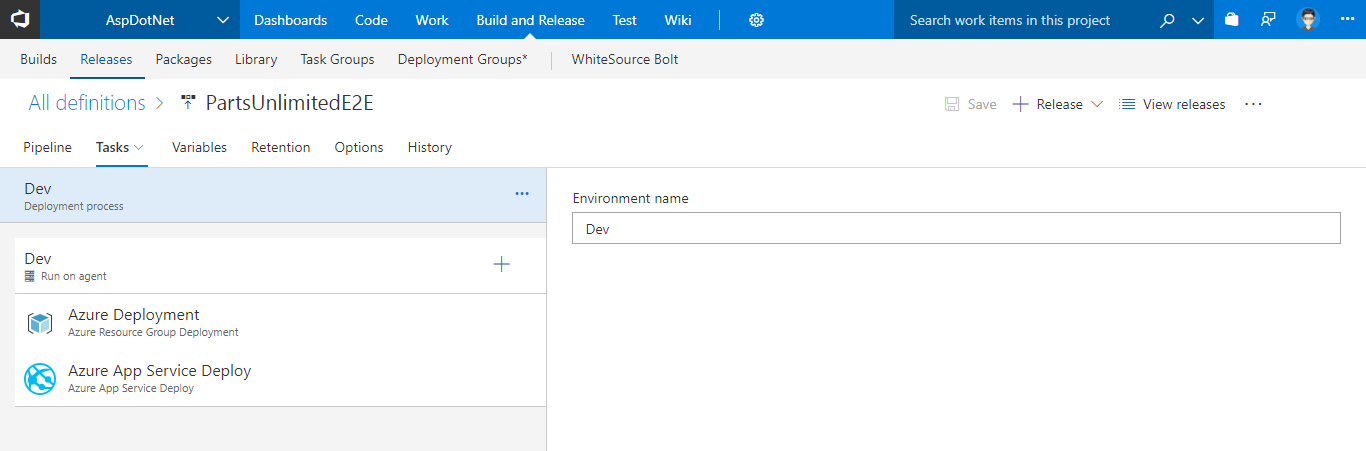 AspDotNet Dashboards Code Work Build and Release Test Wiki Search work items in this project
Builds Releases Packages Library Task Groups Deployment Groups* WhiteSource Bolt
All definitions PartsUnlimitedE2E Save Release View releases
Pipeline Tasks Variables Retention Options History
Dev
Deployment process
Environment name
Dev
Dev
Run on agent
Azure Deployment
Azure Resource Group Deployment
Azure App Service Deploy
Azure App Service Deploy